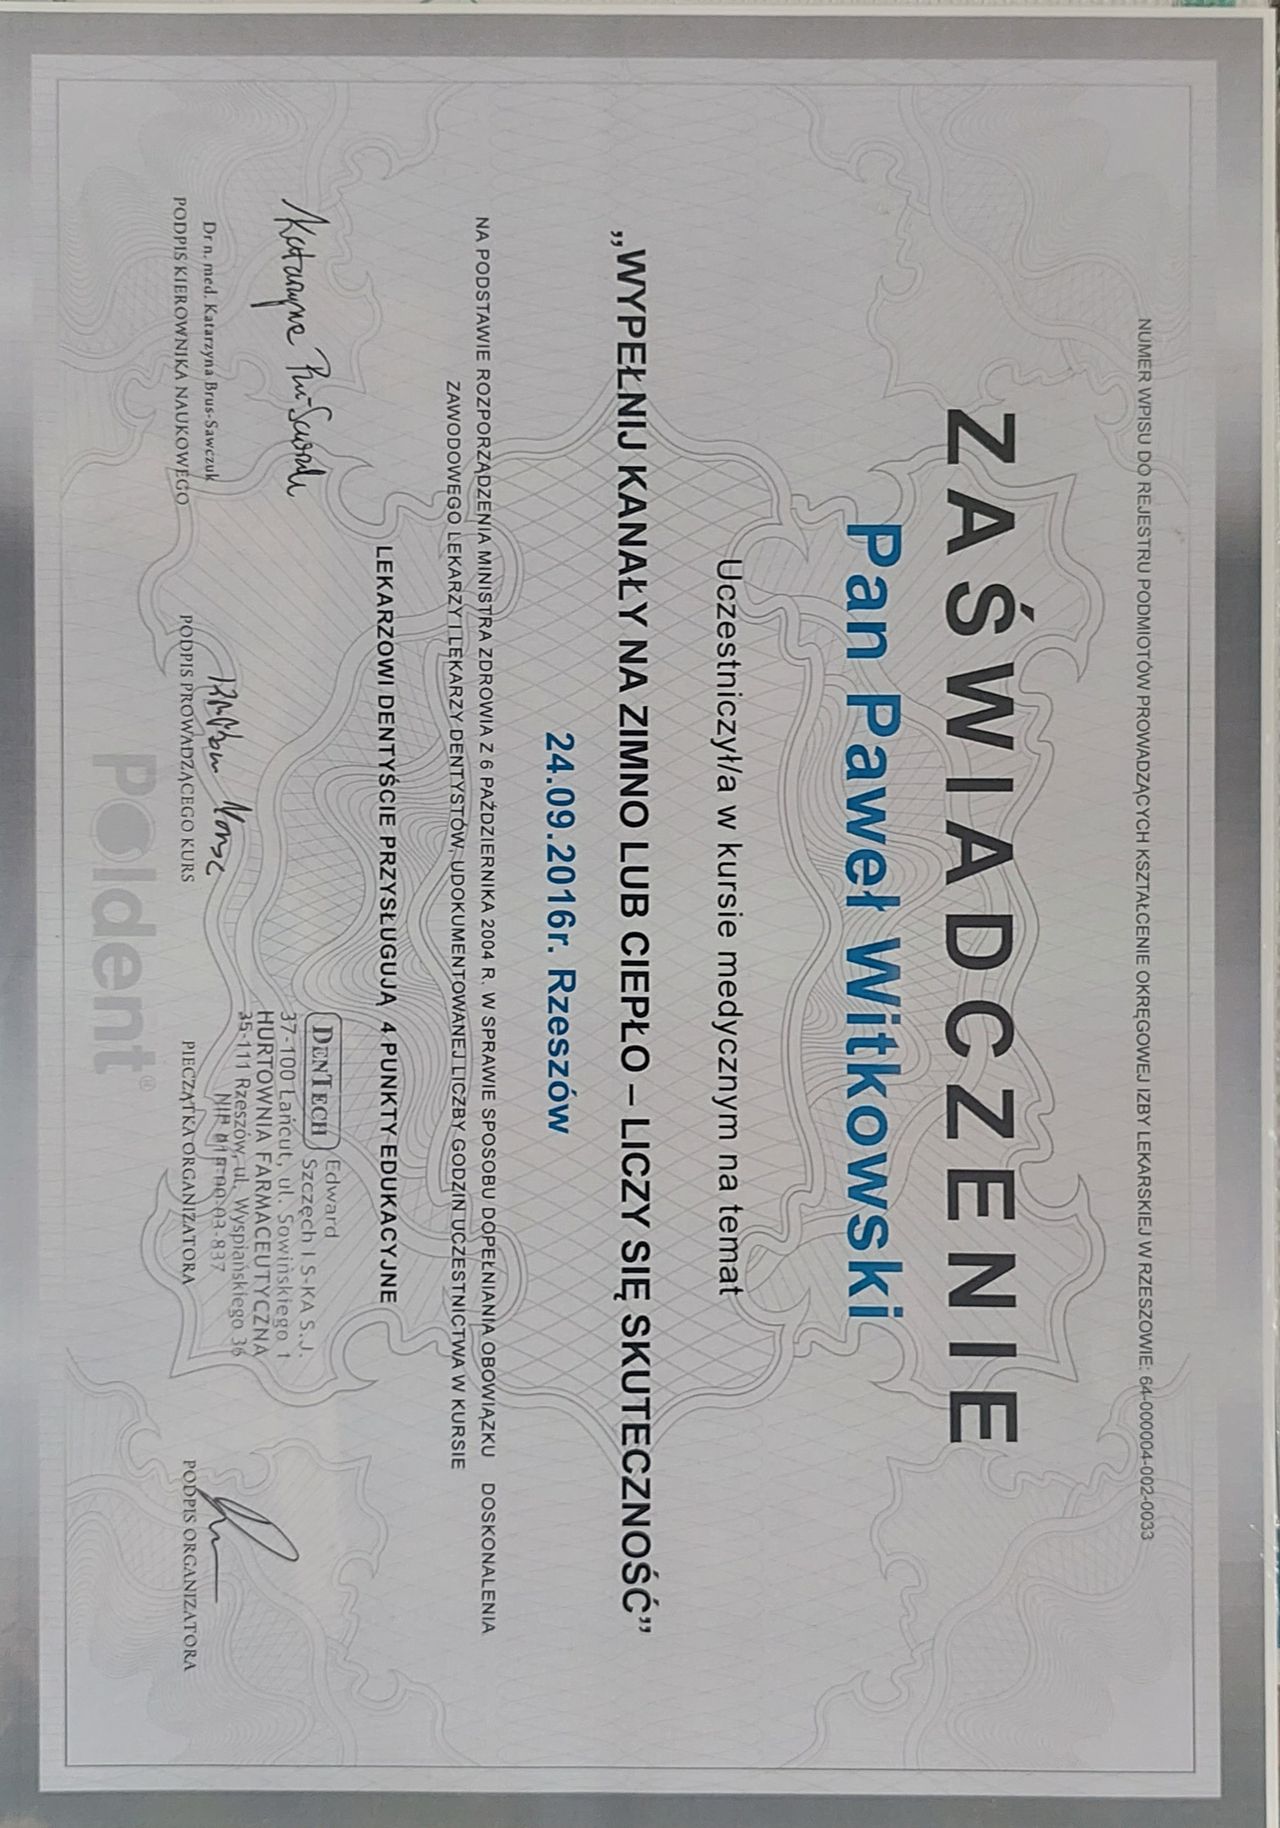 NUMER WPISU DO REJESTRU PODMIOTÓW PROWADZĄCYCH KSZTAŁCENIE OKRĘGOWEJ IZBY LEKARSKIEJ W RZESZOWIE: 64-000004-002-0033
ZAŚWIADCZENIE
Pan Paweł Witkowski
Uczestniczył/a w kursie medycznym na temat
„WYPEŁNIJ KANAŁY NA ZIMNO LUB CIEPŁO – LICZY SIĘ SKUTECZNOŚĆ”
24.09.2016r. Rzeszów
NA PODSTAWIE ROZPORZĄDZENIA MINISTRA ZDROWIA Z 6 PAŹDZIERNIKA 2004 R. W SPRAWIE SPOSOBU DOPEŁNIANIA OBOWIĄZKU DOSKONALENIA
ZAWODOWEGO LEKARZY I LEKARZY DENTYSTÓW, UDOKUMENTOWANEJ LICZBY GODZIN UCZESTNICTWA W KURSIE
LEKARZOWI DENTYŚCIE PRZYSŁUGUJĄ 4 PUNKTY EDUKACYJNE
Dr n. med. Katarzyna Brus-Sawczuk
PODPIS KIEROWNIKA NAUKOWEGO
PODPIS PROWADZĄCEGO KURS
DENTECH Edward
Szczęch I S-KA S.J.
37-100 Łańcut, ul. Sowińskiego 1
HURTOWNIA FARMACEUTYCZNA
35-111 Rzeszów, ul. Wyspiańskiego 36
NIP
PIECZĄTKA ORGANIZATORA
PODPIS ORGANIZATORA
Poldent®